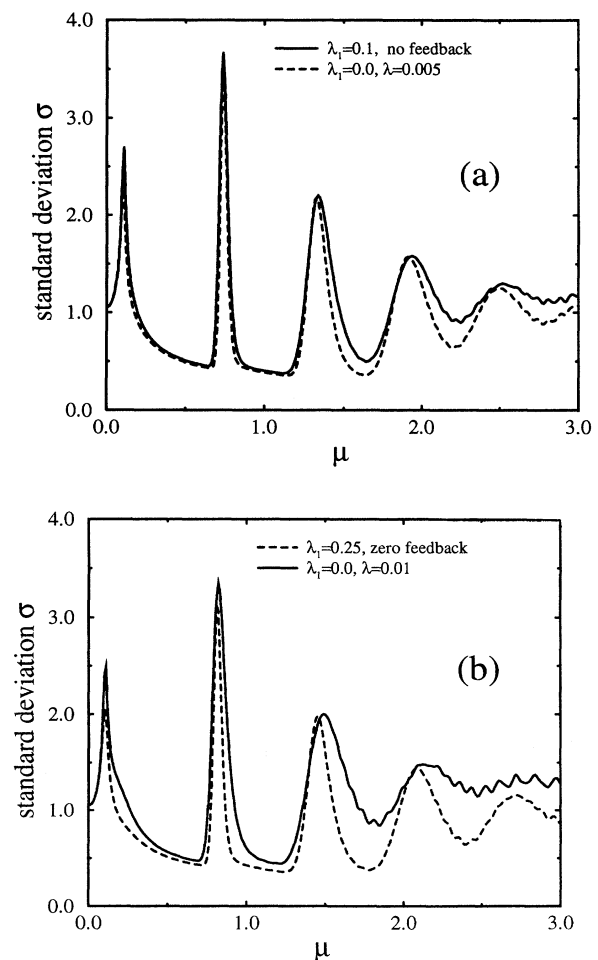 4.0
λ₁=0.1, no feedback
λ₁=0.0, λ=0.005
3.0
(a)
standard deviation σ
2.0
1.0
0.0
0.0 1.0 2.0 3.0
μ
4.0
λ₁=0.25, zero feedback
λ₁=0.0, λ=0.01
3.0
(b)
standard deviation σ
2.0
1.0
0.0
0.0 1.0 2.0 3.0
μ